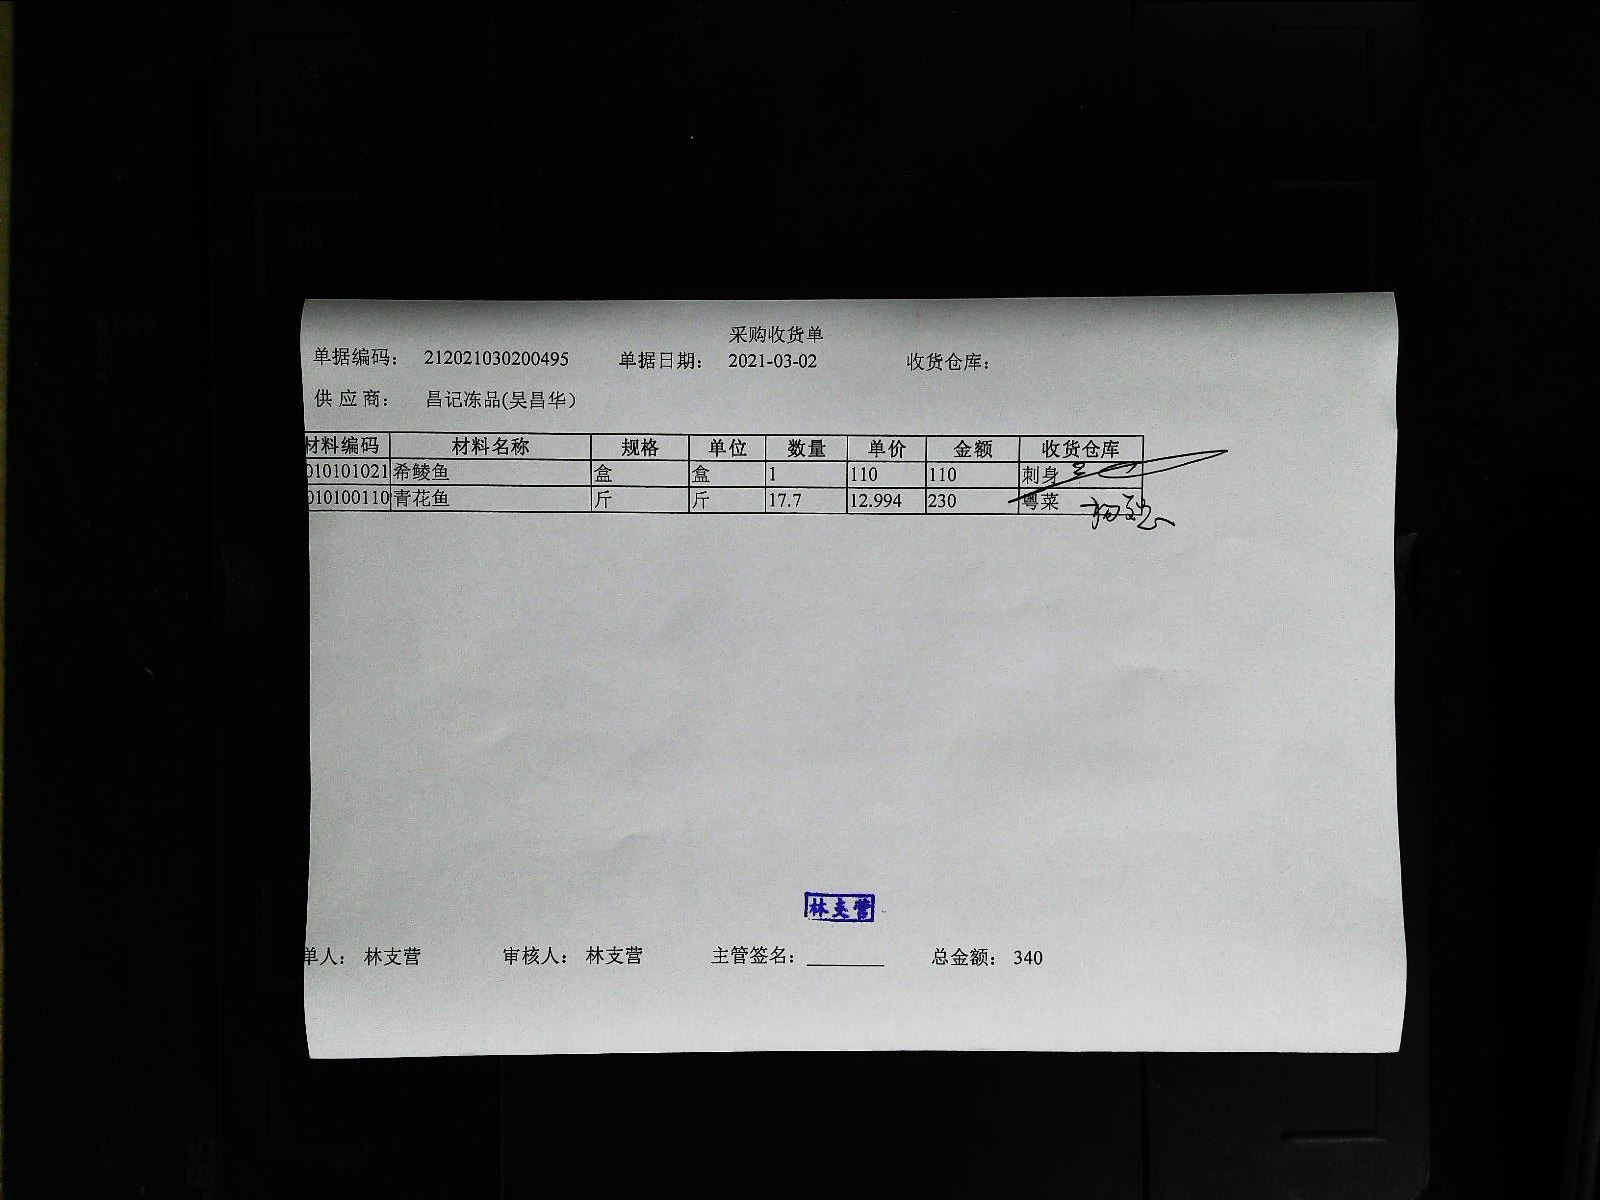 采购收货单
单据编码： 212021030200495 单据日期： 2021-03-02 收货仓库：
供应商： 昌记冻品(吴昌华）
材料编码 材料名称 规格 单位 数量 单价 金额 收货仓库
010101021 希鲮鱼 盒 盒 1 110 110 刺身
010100110 青花鱼 斤 斤 17.7 12.994 230 粤菜
林支营
单人： 林支营 审核人： 林支营 主管签名： 总金额： 340